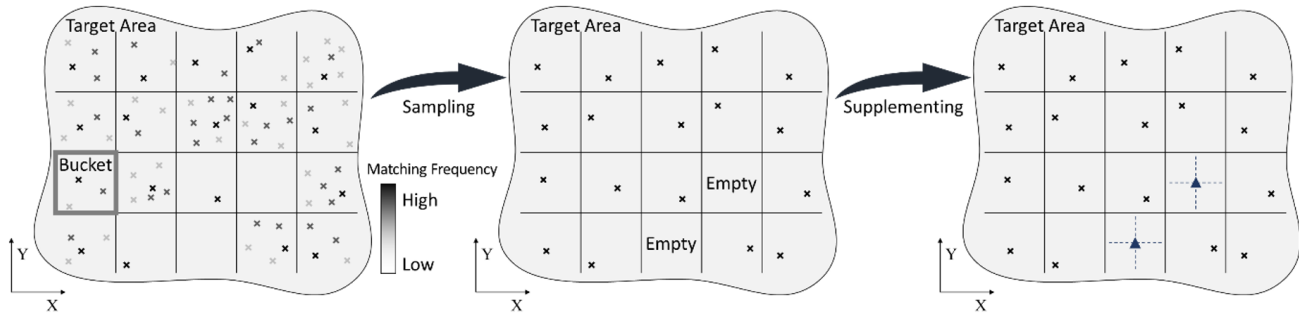 Target Area
Bucket
Y
X
Sampling
Matching Frequency
High
Low
Target Area
Empty
Empty
Y
X
Supplementing
Target Area
Y
X